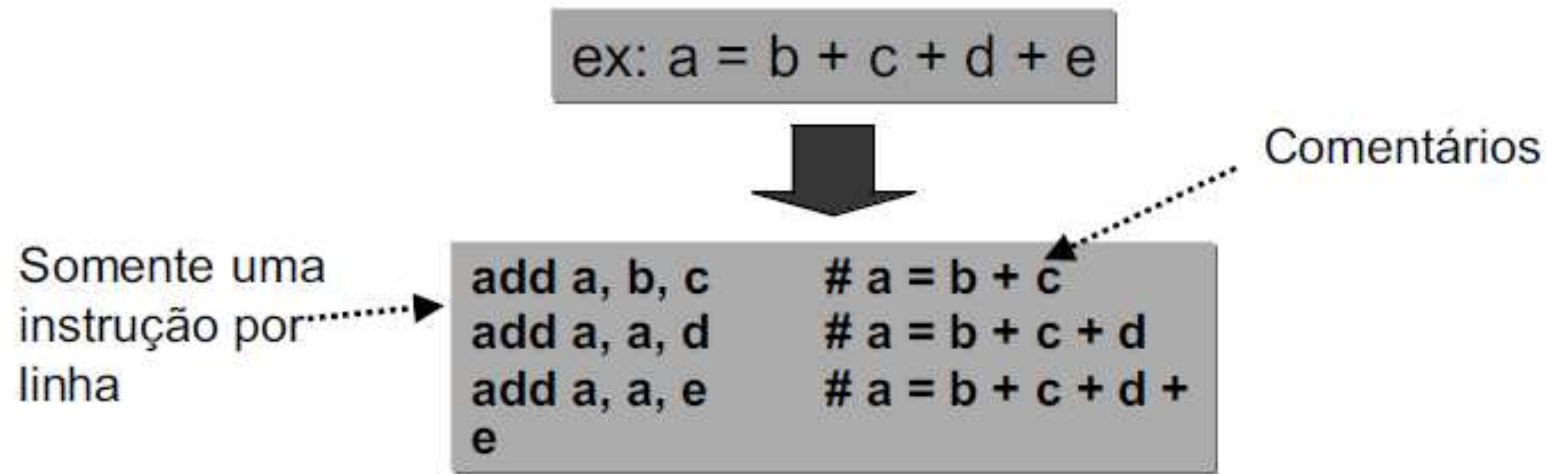 ex: a = b + c + d + e
Comentários
Somente uma
instrução por
linha
add a, b, c # a = b + c
add a, a, d # a = b + c + d
add a, a, e # a = b + c + d +
e